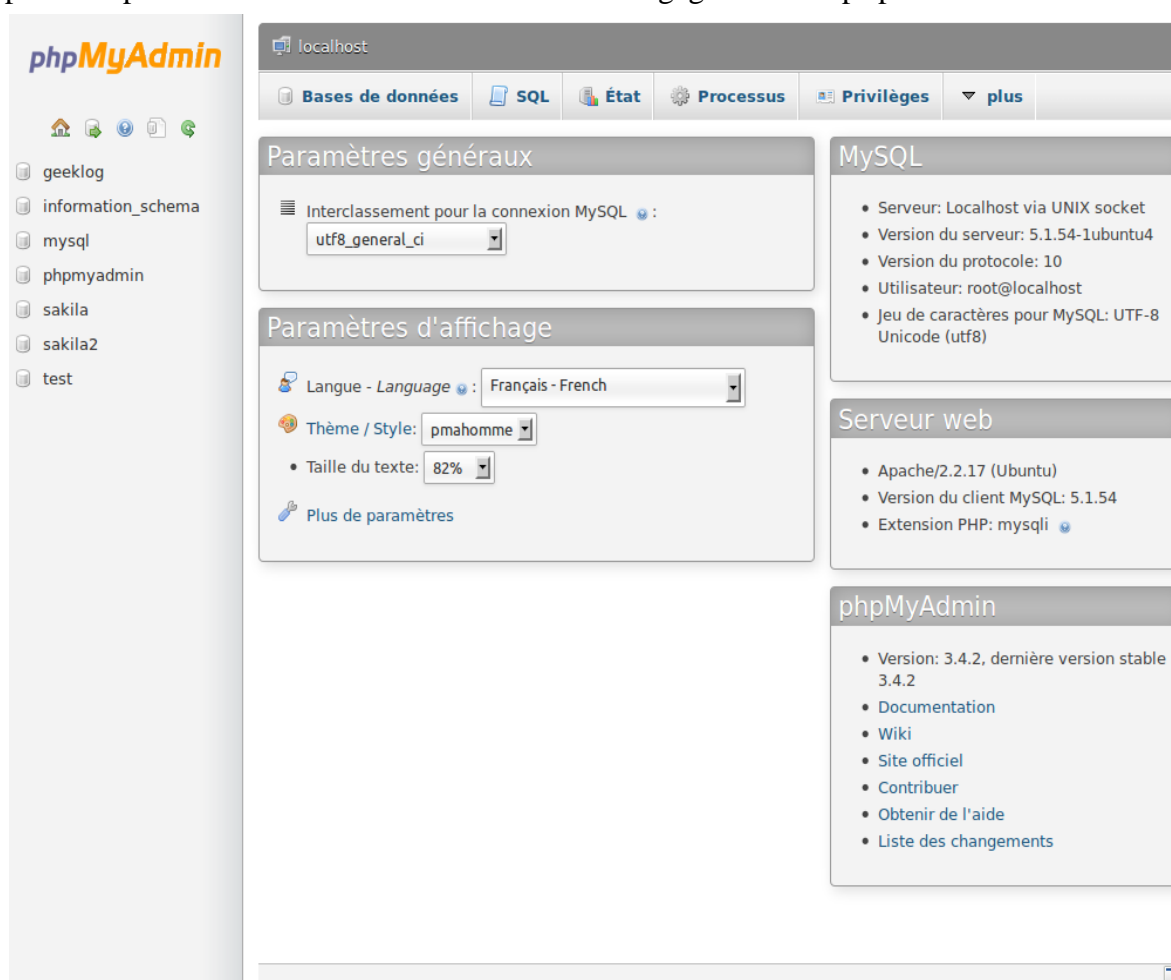 phpMyAdmin
geeklog
information_schema
mysql
phpmyadmin
sakila
sakila2
test
localhost
Bases de données SQL État Processus Privilèges plus
Paramètres généraux
Interclassement pour la connexion MySQL :
utf8_general_ci
Paramètres d'affichage
Langue - Language : Français - French
Thème / Style: pmahomme
• Taille du texte: 82%
Plus de paramètres
MySQL
• Serveur: Localhost via UNIX socket
• Version du serveur: 5.1.54-1ubuntu4
• Version du protocole: 10
• Utilisateur: root@localhost
• Jeu de caractères pour MySQL: UTF-8
Unicode (utf8)
Serveur web
• Apache/2.2.17 (Ubuntu)
• Version du client MySQL: 5.1.54
• Extension PHP: mysqli
phpMyAdmin
• Version: 3.4.2, dernière version stable
3.4.2
• Documentation
• Wiki
• Site officiel
• Contribuer
• Obtenir de l'aide
• Liste des changements